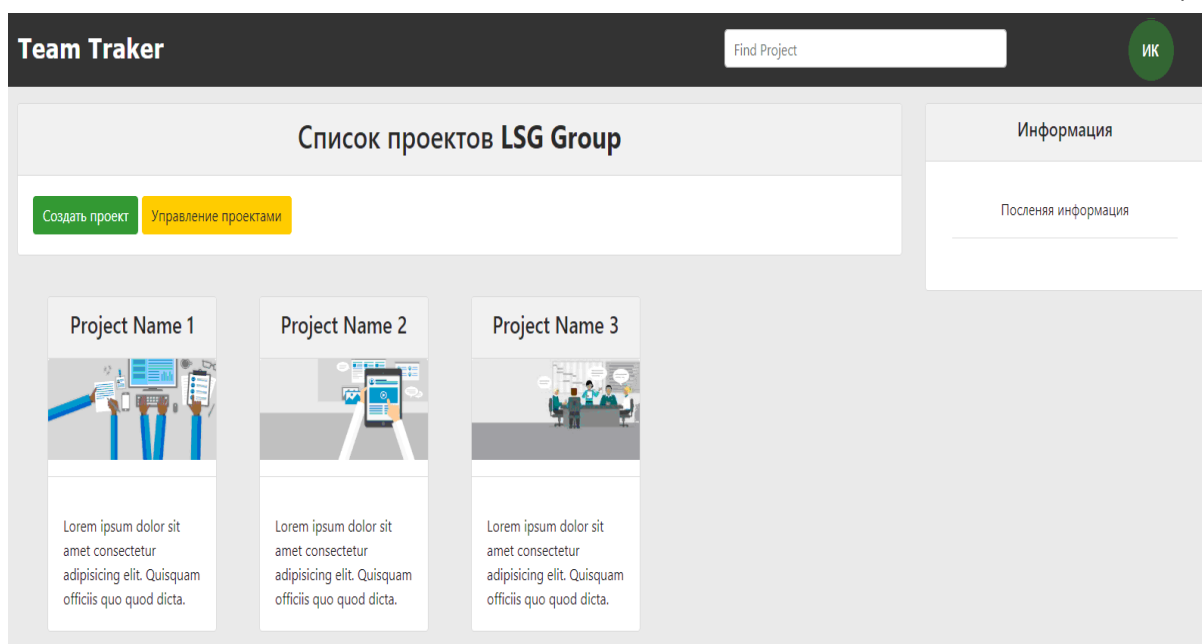 Team Traker
Find Project
ИК
Список проектов LSG Group
Информация
Создать проект
Управление проектами
Посленяя информация
Project Name 1
Project Name 2
Project Name 3
Lorem ipsum dolor sit
amet consectetur
adipisicing elit. Quisquam
officiis quo quod dicta.
Lorem ipsum dolor sit
amet consectetur
adipisicing elit. Quisquam
officiis quo quod dicta.
Lorem ipsum dolor sit
amet consectetur
adipisicing elit. Quisquam
officiis quo quod dicta.